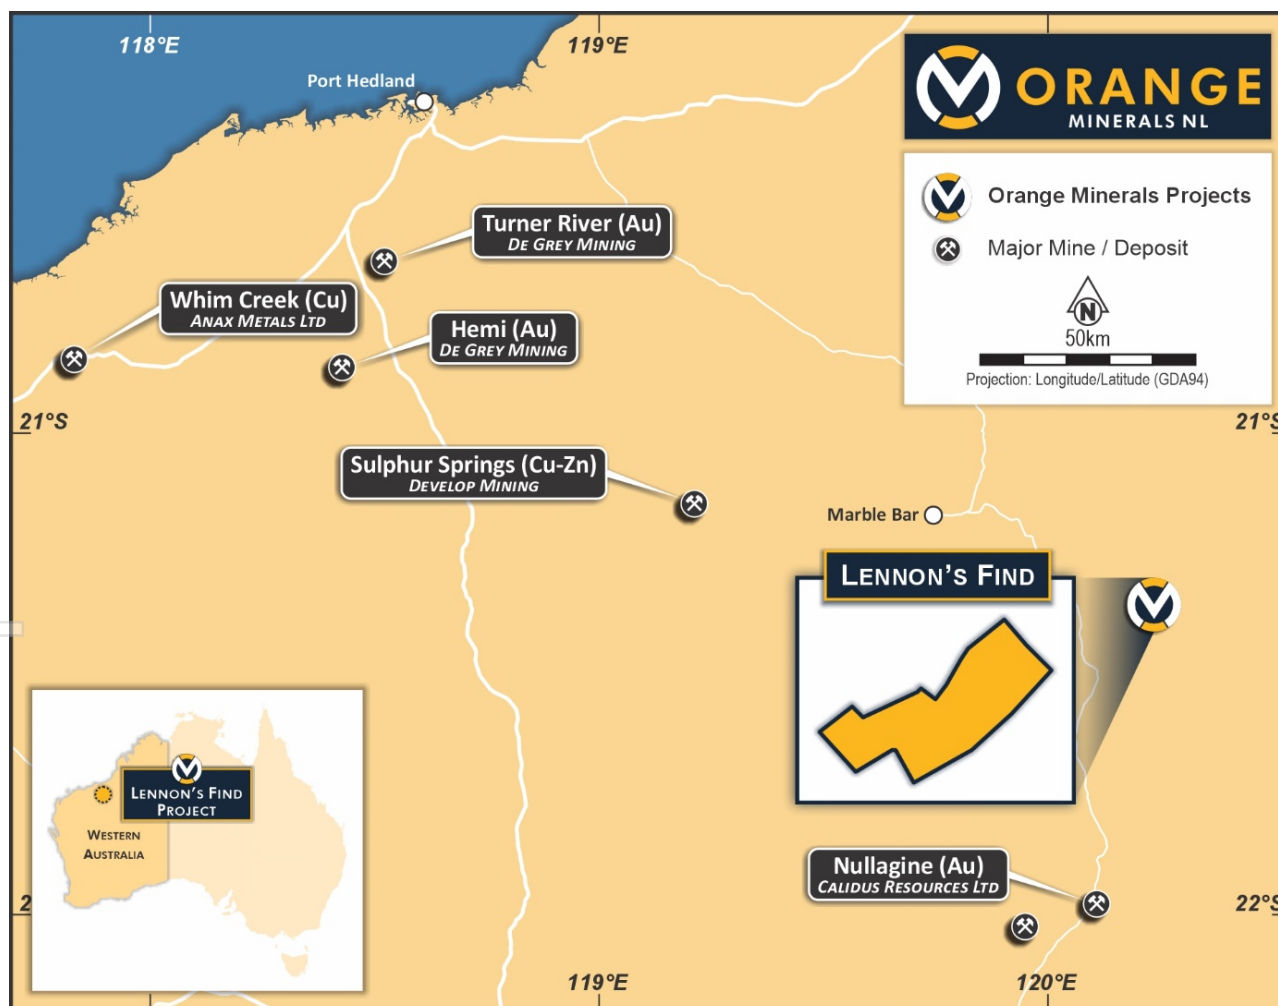 118°E
119°E
Port Hedland
ORANGE
MINERALS NL
Orange Minerals Projects
Major Mine / Deposit
N
50km
Projection: Longitude/Latitude (GDA94)
Turner River (Au)
DE GREY MINING
Whim Creek (Cu)
ANAX METALS LTD
Hemi (Au)
DE GREY MINING
21°S
21°S
Sulphur Springs (Cu-Zn)
DEVELOP MINING
Marble Bar
LENNON'S FIND
LENNON'S FIND
PROJECT
WESTERN
AUSTRALIA
Nullagine (Au)
CALIDUS RESOURCES LTD
22°S
119°E
120°E